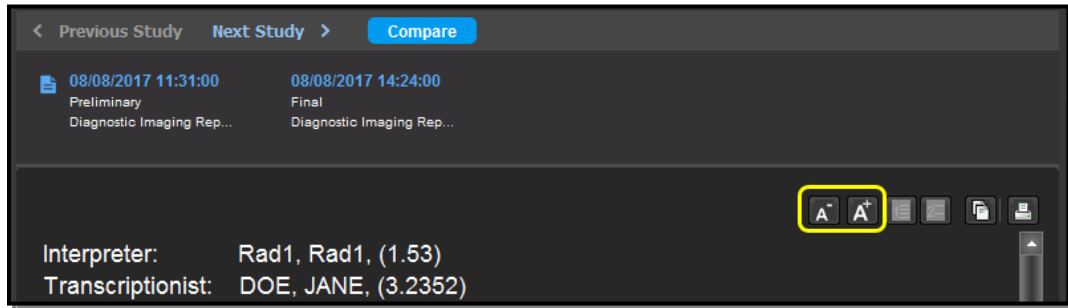 < Previous Study Next Study > Compare
08/08/2017 11:31:00 08/08/2017 14:24:00
Preliminary Final
Diagnostic Imaging Rep... Diagnostic Imaging Rep...
A- A+
Interpreter: Rad1, Rad1, (1.53)
Transcriptionist: DOE, JANE, (3.2352)